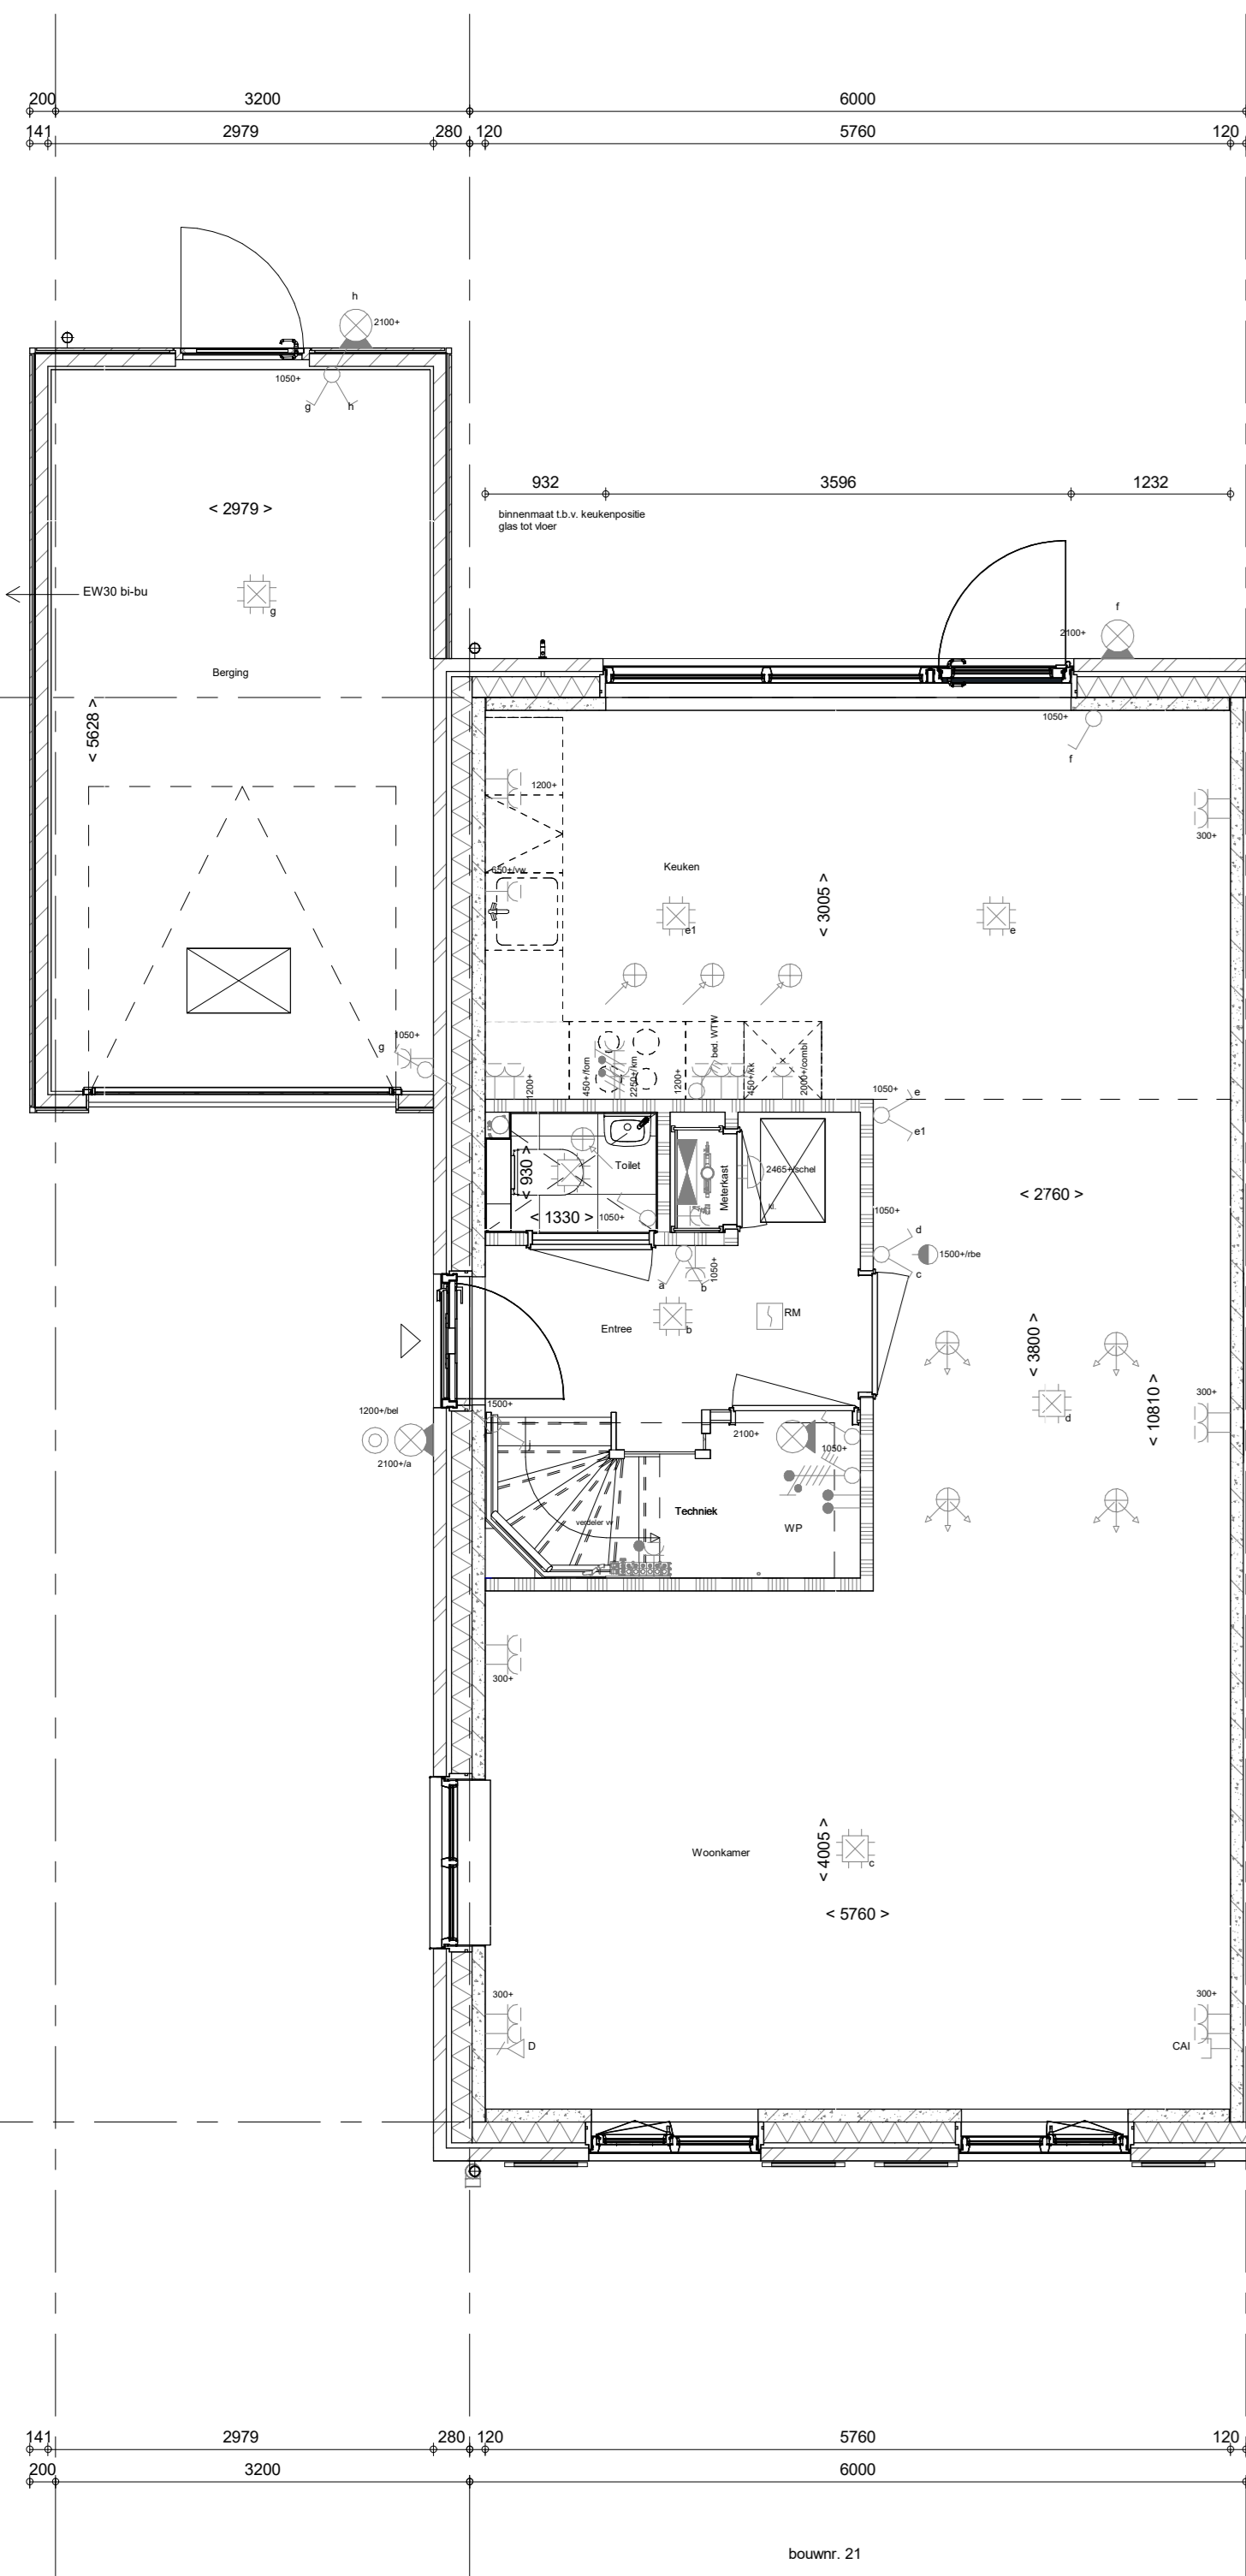 200 3200 6000
141 2979 280 120 5760 120
h
2100+
1050+
g h
932 3596 1232
binnenmaat t.b.v. keukenpositie
glas tot vloer
< 2979 >
EW30 bi-bu
g
f
2100+
Berging
< 5628 >
1050+
f
1200+
300+
650+/vw
Keuken
< 3005 >
e1
e
1050+
g
1200+
450+/fom
2250+/km
1200+
bed. WTW
450+/kk
2000+/combi
1050+
e
e1
< 930 >
Toilet
< 1330 >
1050+
Meterkast
2465+/schel
kl.
< 2760 >
1050+
d
c
1500+/rbe
a
b
1050+
Entree
b
RM
< 3800 >
< 10810 >
d
300+
1200+/bel
2100+/a
1500+
2100+
1050+
Techniek
verdeler vv
WP
300+
Woonkamer
< 4005 >
c
< 5760 >
300+
D
300+
CAI
141 2979 280 120 5760 120
200 3200 6000
bouwnr. 21